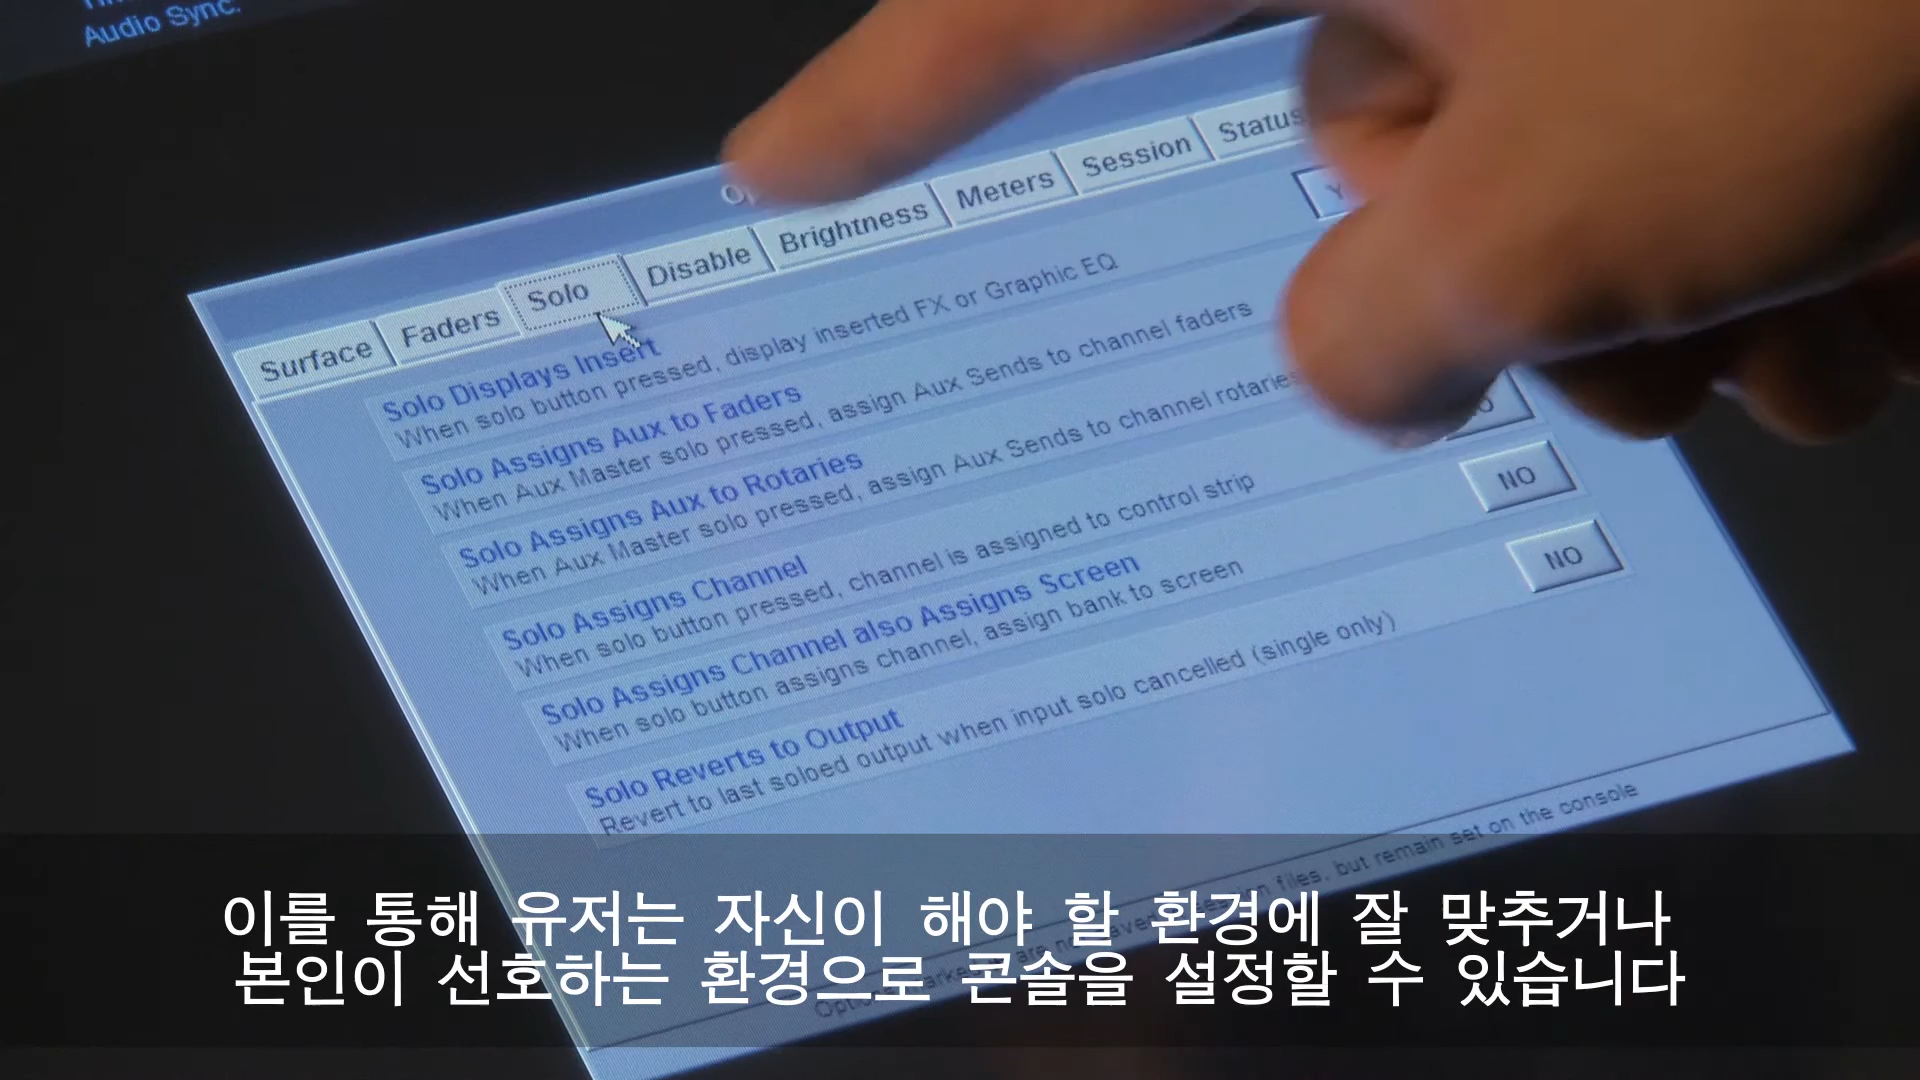 Audio Sync:
Surface
Faders
Solo
Disable
Brightness
Meters
Session
Status
Solo Displays Insert
When solo button pressed, display inserted FX or Graphic EQ
Solo Assigns Aux to Faders
When Aux Master solo pressed, assign Aux Sends to channel faders
Solo Assigns Aux to Rotaries
When Aux Master solo pressed, assign Aux Sends to channel rotaries
Solo Assigns Channel
When solo button pressed, channel is assigned to control strip
NO
Solo Assigns Channel also Assigns Screen
When solo button assigns channel, assign bank to screen
NO
Solo Reverts to Output
Revert to last soloed output when input solo cancelled (single only)
files, but remain set on the console
이를 통해 유저는 자신이 해야 할 환경에 잘 맞추거나
본인이 선호하는 환경으로 콘솔을 설정할 수 있습니다